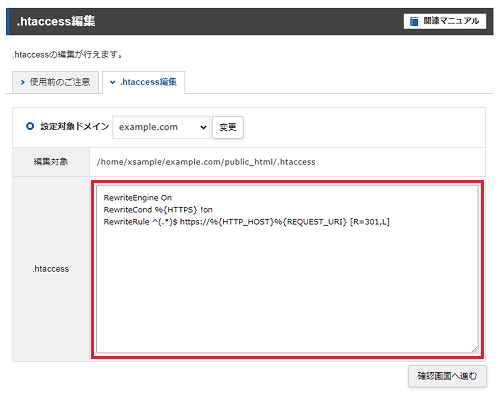 .htaccess編集
関連マニュアル
.htaccessの編集が行えます。
使用前のご注意
.htaccess編集
設定対象ドメイン example.com 変更
編集対象 /home/xsample/example.com/public_html/.htaccess
.htaccess
RewriteEngine On
RewriteCond %{HTTPS} !on
RewriteRule ^(.*)$ https://%{HTTP_HOST}%{REQUEST_URI} [R=301,L]
確認画面へ進む